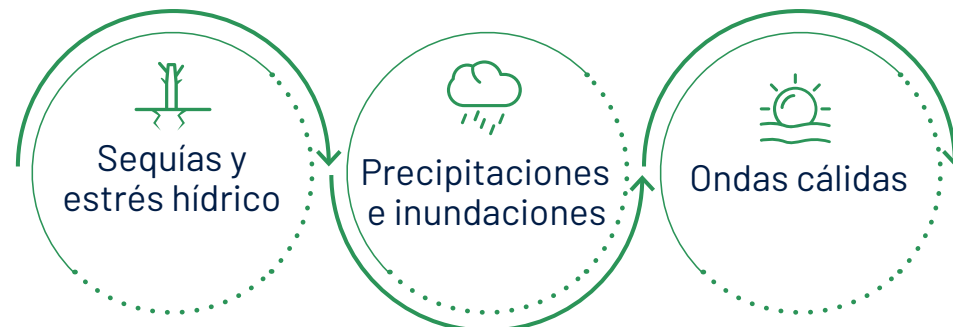 Sequías y
estrés hídrico
Precipitaciones
e inundaciones
Ondas cálidas